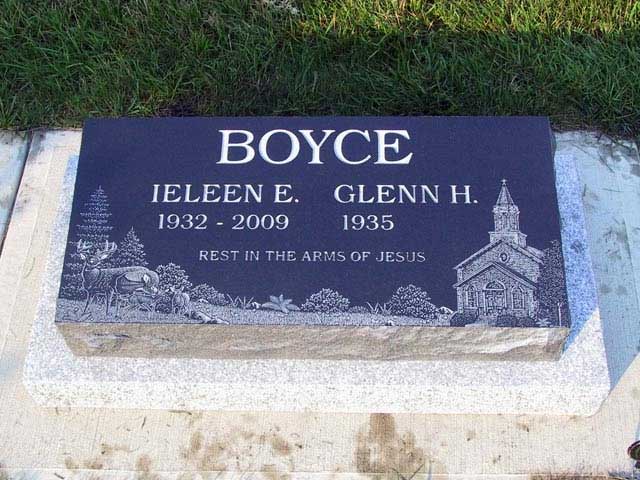 BOYCE
IELEEN E. GLENN H.
1932 - 2009 1935
REST IN THE ARMS OF JESUS